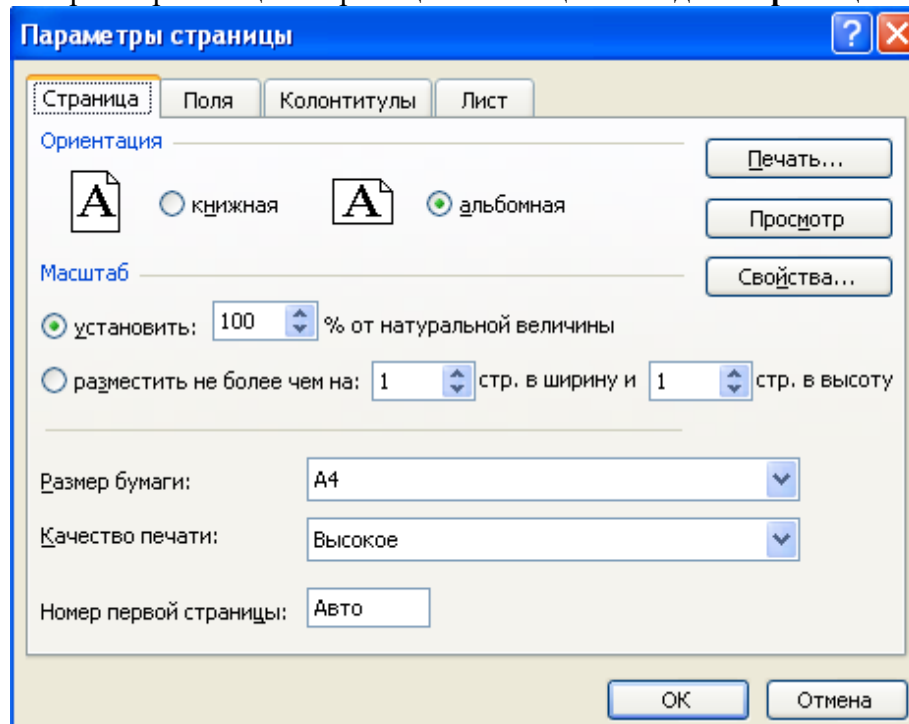 Параметры страницы
Страница Поля Колонтитулы Лист
Ориентация
Печать...
A книжная A альбомная
Просмотр
Масштаб
Свойства...
установить: 100 % от натуральной величины
разместить не более чем на: 1 стр. в ширину и 1 стр. в высоту
Размер бумаги: A4
Качество печати: Высокое
Номер первой страницы: Авто
ОК Отмена